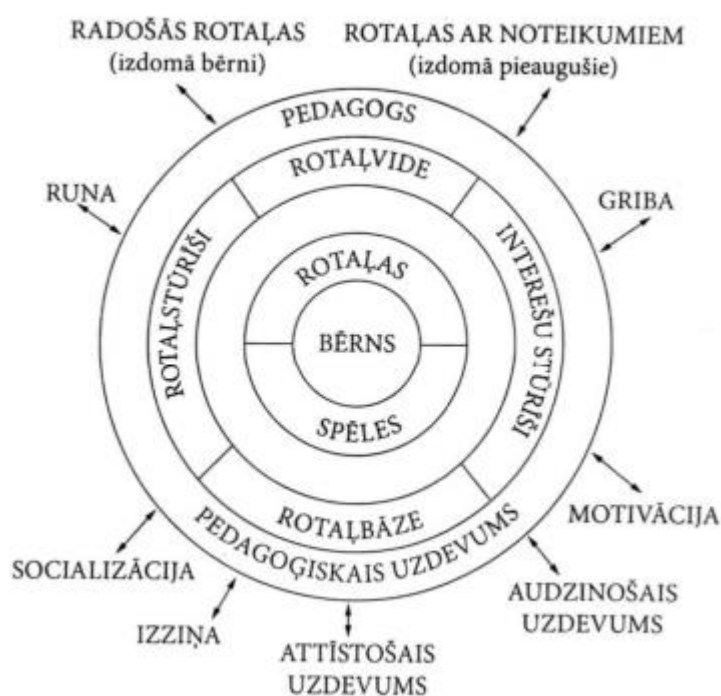 RADOŠĀS ROTAĻAS
(izdomā bērni)
ROTAĻAS AR NOTEIKUMIEM
(izdomā pieaugušie)
PEDAGOGS
ROTAĻVIDE
RUNA
GRIBA
ROTAĻSTŪRĪŠI
INTEREŠU STŪRĪŠI
ROTAĻAS
BĒRNS
SPĒLES
ROTAĻBĀZE
PEDAGOĢISKAIS UZDEVUMS
MOTIVĀCIJA
SOCIALIZĀCIJA
AUDZINOŠAIS
UZDEVUMS
IZZIŅA
ATTĪSTOŠAIS
UZDEVUMS